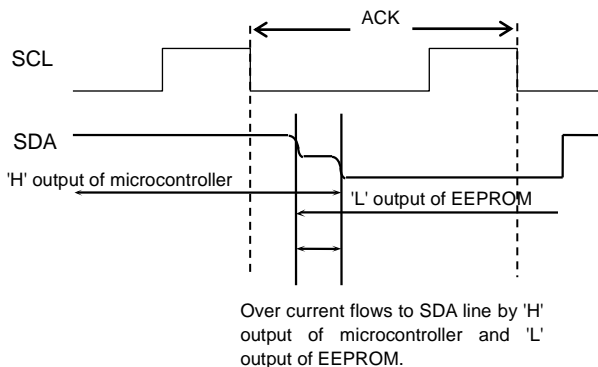 ACK
SCL
SDA
'H' output of microcontroller
'L' output of EEPROM
Over current flows to SDA line by 'H'
output of microcontroller and 'L'
output of EEPROM.